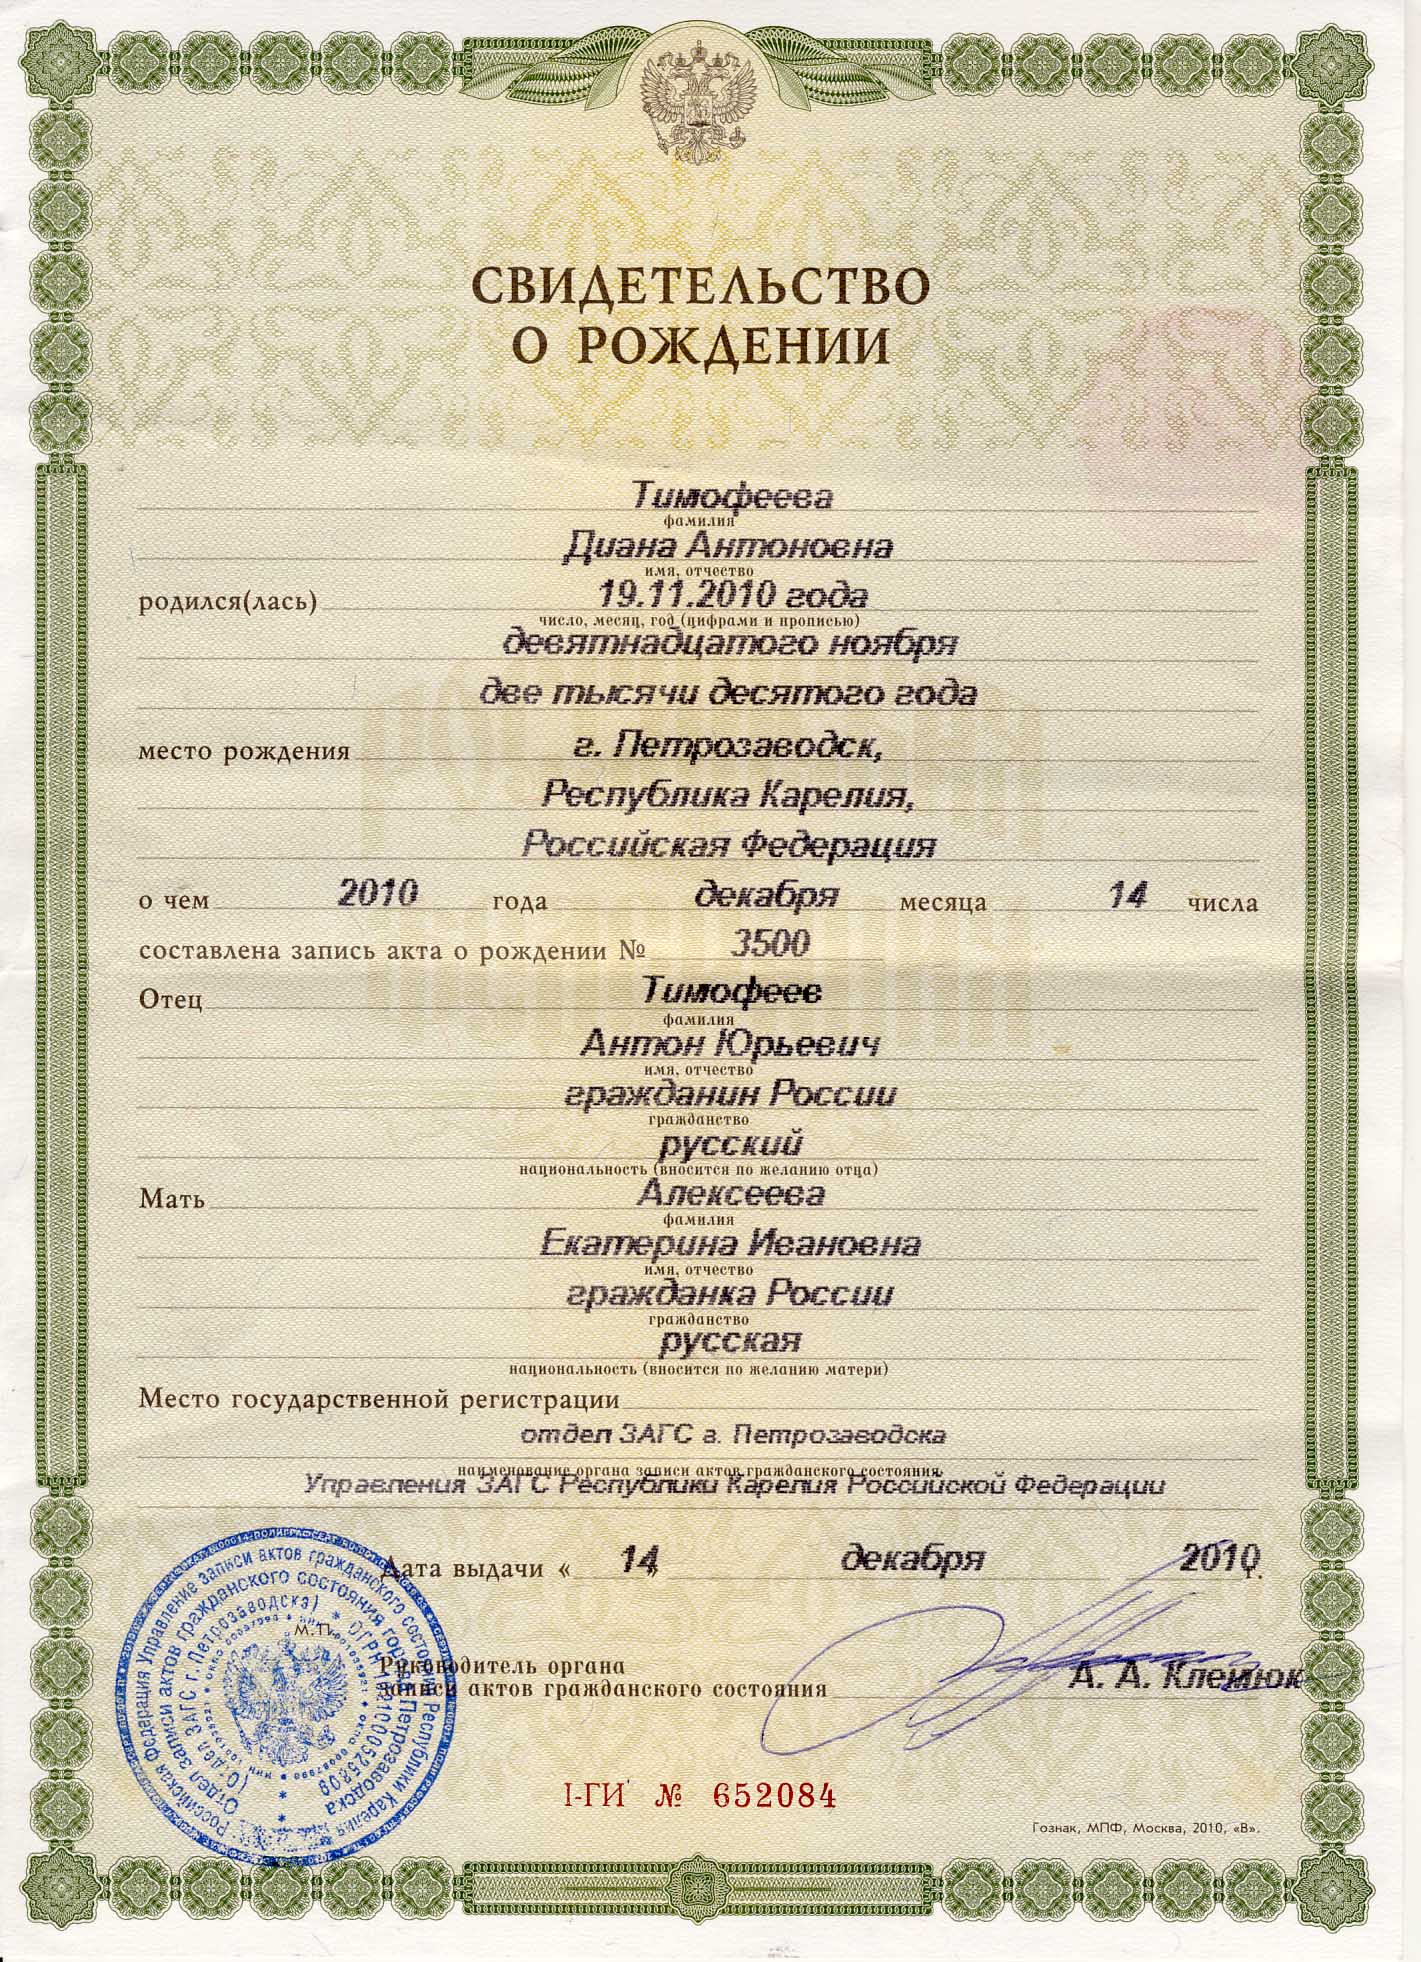 СВИДЕТЕЛЬСТВО
О РОЖДЕНИИ
Тимофеева
фамилия
Диана Антоновна
имя, отчество
родился(лась) 19.11.2010 года
число, месяц, год (цифрами и прописью)
девятнадцатого ноября
две тысячи десятого года
место рождения г. Петрозаводск,
Республика Карелия,
Российская Федерация
о чем 2010 года декабря месяца 14 числа
составлена запись акта о рождении № 3500
Отец Тимофеев
фамилия
Антон Юрьевич
имя, отчество
гражданин России
гражданство
русский
национальность (вносится по желанию отца)
Мать Алексеева
фамилия
Екатерина Ивановна
имя, отчество
гражданка России
гражданство
русская
национальность (вносится по желанию матери)
Место государственной регистрации
отдел ЗАГС г. Петрозаводска
наименование органа записи актов гражданского состояния
Управления ЗАГС Республики Карелия Российской Федерации
Дата выдачи « 14 » декабря 2010 г.
М.П.
Руководитель органа
записи актов гражданского состояния А. А. Клемюк
I-ГИ № 652084
Гознак, МПФ, Москва, 2010, «В».
Российская Федерация Управление записи актов гражданского состояния Республики Карелия
Отдел записи актов гражданского состояния города Петрозаводска
(Отдел ЗАГС г. Петрозаводска)